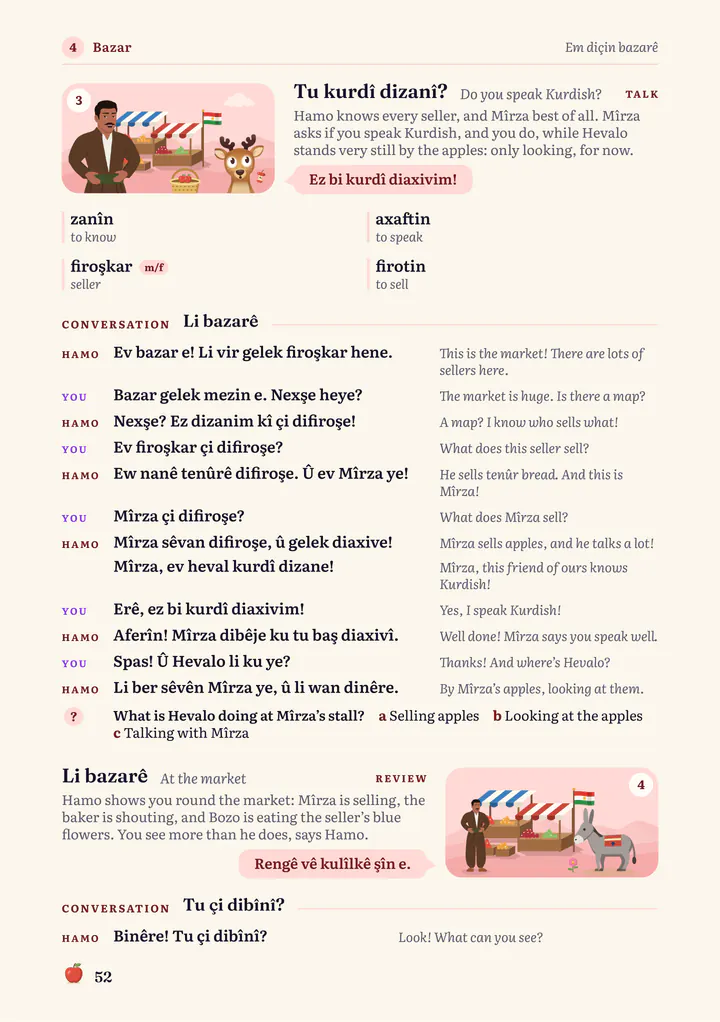 4 Bazar
Em diçin bazarê
3
Tu kurdî dizanî? Do you speak Kurdish? TALK
Hamo knows every seller, and Mîrza best of all. Mîrza
asks if you speak Kurdish, and you do, while Hevalo
stands very still by the apples: only looking, for now.
Ez bi kurdî diaxivim!
zanîn
to know
axaftin
to speak
firoşkar m/f
seller
firotin
to sell
CONVERSATION Li bazarê
HAMO Ev bazar e! Li vir gelek firoşkar hene. This is the market! There are lots of
sellers here.
YOU Bazar gelek mezin e. Nexşe heye? The market is huge. Is there a map?
HAMO Nexşe? Ez dizanim kî çi difiroşe! A map? I know who sells what!
YOU Ev firoşkar çi difiroşe? What does this seller sell?
HAMO Ew nanê tenûrê difiroşe. Û ev Mîrza ye! He sells tenûr bread. And this is
Mîrza!
YOU Mîrza çi difiroşe? What does Mîrza sell?
HAMO Mîrza sêvan difiroşe, û gelek diaxive! Mîrza sells apples, and he talks a lot!
Mîrza, ev heval kurdî dizane! Mîrza, this friend of ours knows
Kurdish!
YOU Erê, ez bi kurdî diaxivim! Yes, I speak Kurdish!
HAMO Aferîn! Mîrza dibêje ku tu baş diaxivî. Well done! Mîrza says you speak well.
YOU Spas! Û Hevalo li ku ye? Thanks! And where's Hevalo?
HAMO Li ber sêvên Mîrza ye, û li wan dinêre. By Mîrza's apples, looking at them.
? What is Hevalo doing at Mîrza's stall? a Selling apples b Looking at the apples
c Talking with Mîrza
Li bazarê At the market REVIEW
Hamo shows you round the market: Mîrza is selling, the
baker is shouting, and Bozo is eating the seller's blue
flowers. You see more than he does, says Hamo.
Rengê vê kulîlkê şîn e.
4
CONVERSATION Tu çi dibînî?
HAMO Binêre! Tu çi dibînî? Look! What can you see?
52